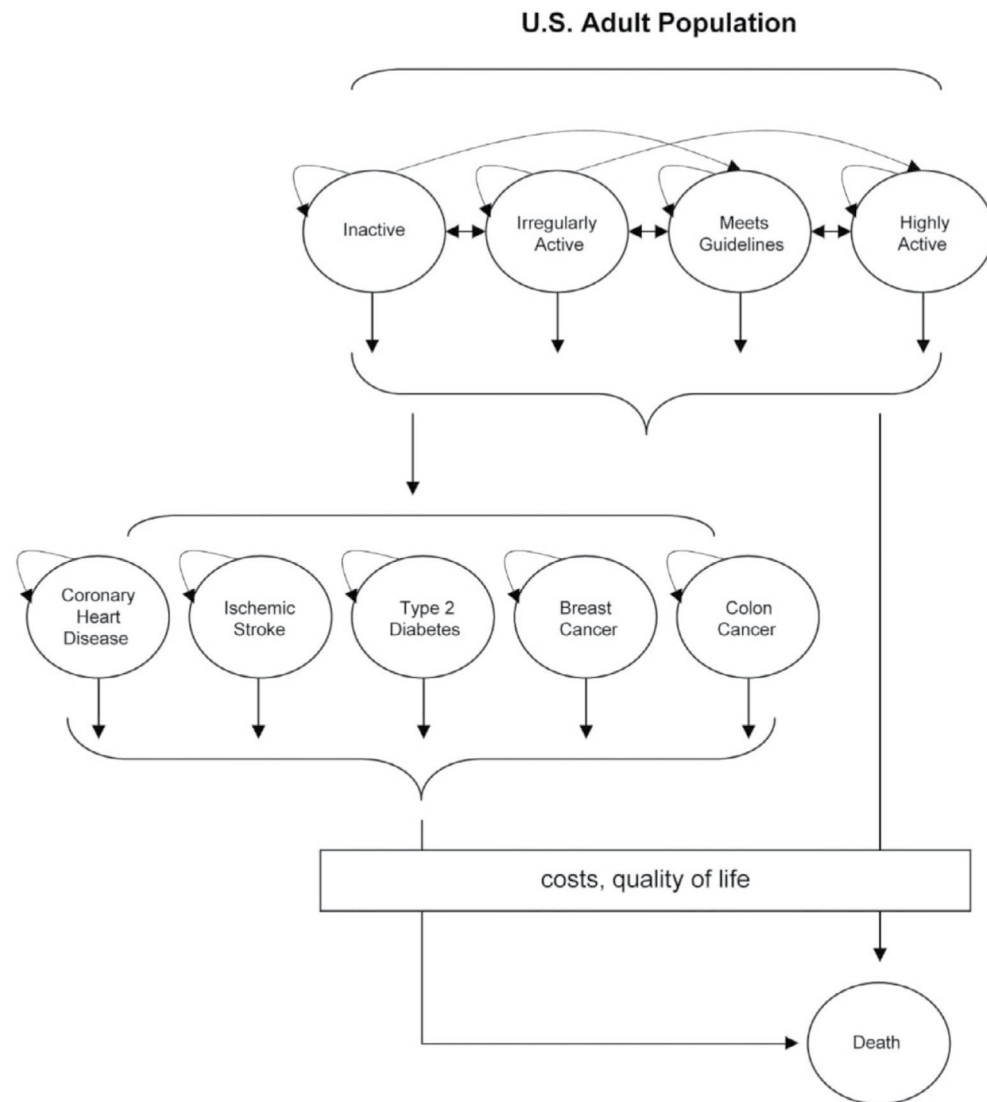 U.S. Adult Population
Inactive
Irregularly
Active
Meets
Guidelines
Highly
Active
Coronary
Heart
Disease
Ischemic
Stroke
Type 2
Diabetes
Breast
Cancer
Colon
Cancer
costs, quality of life
Death